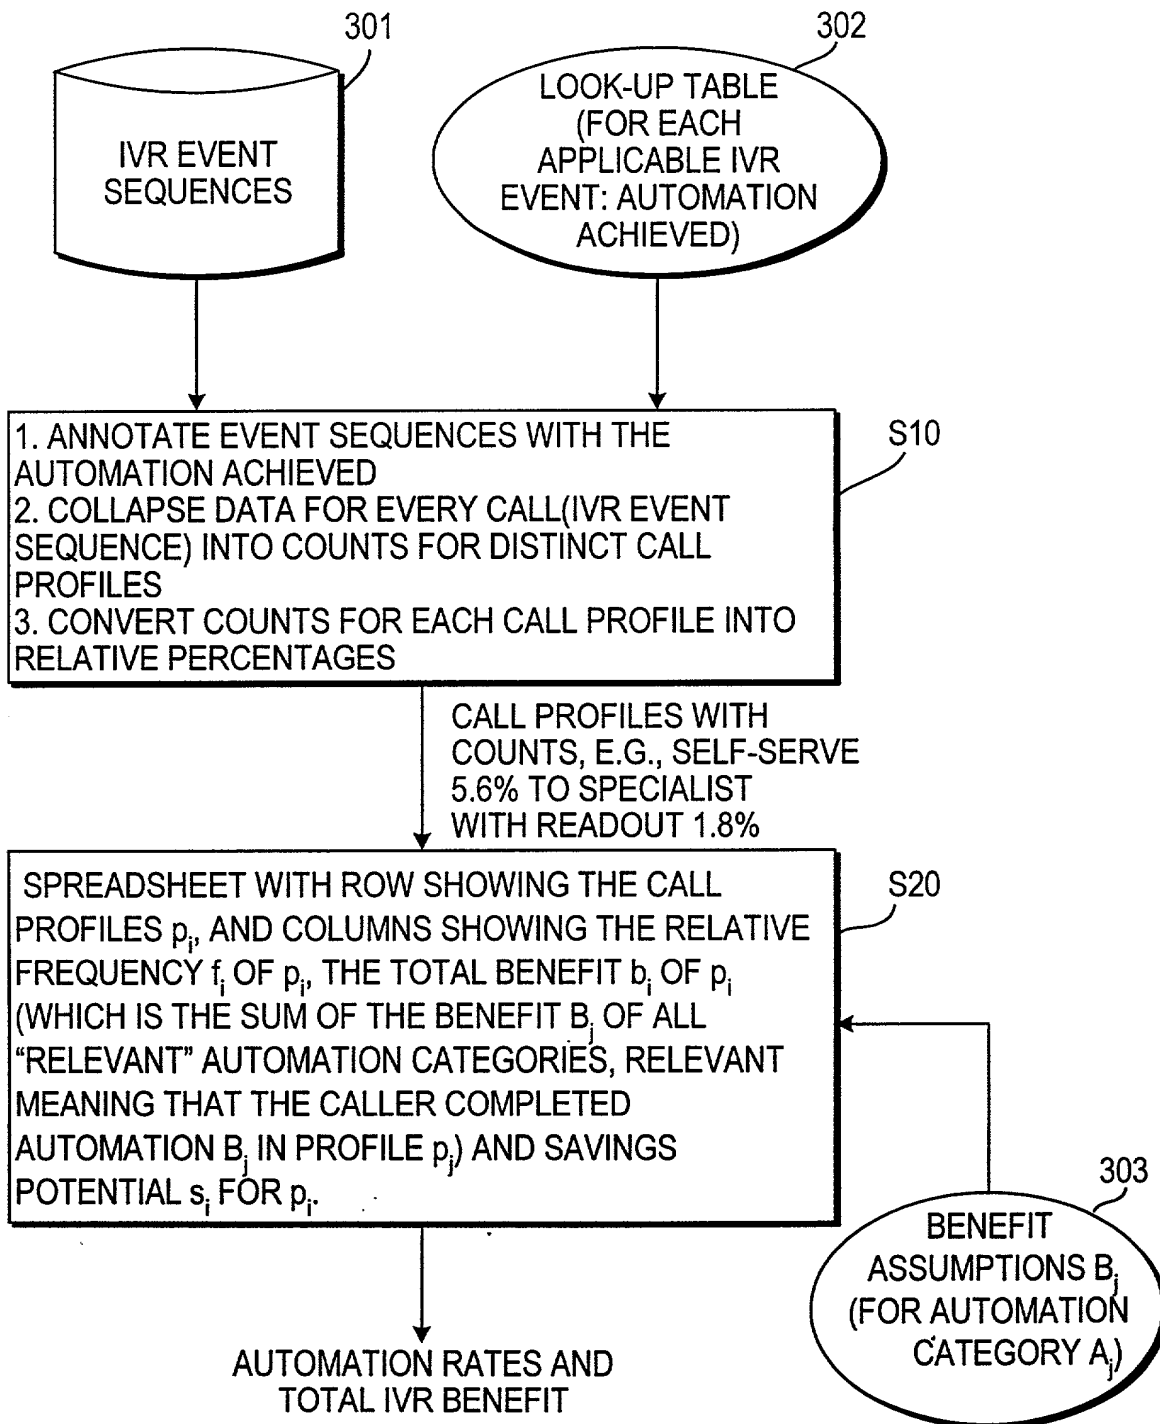 301
302
IVR EVENT
SEQUENCES
LOOK-UP TABLE
(FOR EACH
APPLICABLE IVR
EVENT: AUTOMATION
ACHIEVED)
1. ANNOTATE EVENT SEQUENCES WITH THE
AUTOMATION ACHIEVED
2. COLLAPSE DATA FOR EVERY CALL(IVR EVENT
SEQUENCE) INTO COUNTS FOR DISTINCT CALL
PROFILES
3. CONVERT COUNTS FOR EACH CALL PROFILE INTO
RELATIVE PERCENTAGES
S10
CALL PROFILES WITH
COUNTS, E.G., SELF-SERVE
5.6% TO SPECIALIST
WITH READOUT 1.8%
SPREADSHEET WITH ROW SHOWING THE CALL
PROFILES pᵢ, AND COLUMNS SHOWING THE RELATIVE
FREQUENCY fᵢ OF pᵢ, THE TOTAL BENEFIT bᵢ OF pᵢ
(WHICH IS THE SUM OF THE BENEFIT Bⱼ OF ALL
“RELEVANT” AUTOMATION CATEGORIES, RELEVANT
MEANING THAT THE CALLER COMPLETED
AUTOMATION Bⱼ IN PROFILE pⱼ) AND SAVINGS
POTENTIAL sᵢ FOR pᵢ.
S20
303
BENEFIT
ASSUMPTIONS Bⱼ
(FOR AUTOMATION
CATEGORY Aⱼ)
AUTOMATION RATES AND
TOTAL IVR BENEFIT